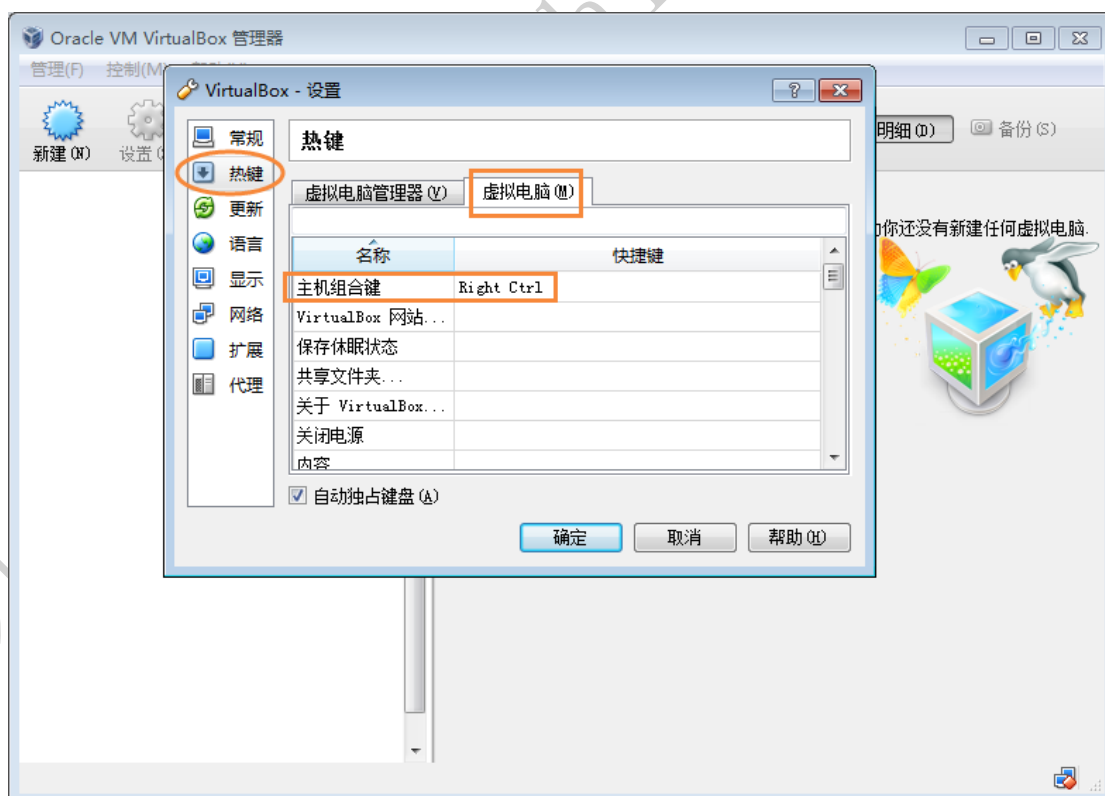 Oracle VM VirtualBox 管理器
管理(F) 控制(M)
VirtualBox - 设置
新建(N)
设置(
明细(D)
备份(S)
常规
热键
更新
语言
显示
网络
扩展
代理
热键
虚拟电脑管理器(V)
虚拟电脑(M)
名称 快捷键
主机组合键 Right Ctrl
VirtualBox 网站...
保存休眠状态
共享文件夹...
关于 VirtualBox...
关闭电源
内容
自动独占键盘(A)
确定 取消 帮助(H)
你还没有新建任何虚拟电脑.